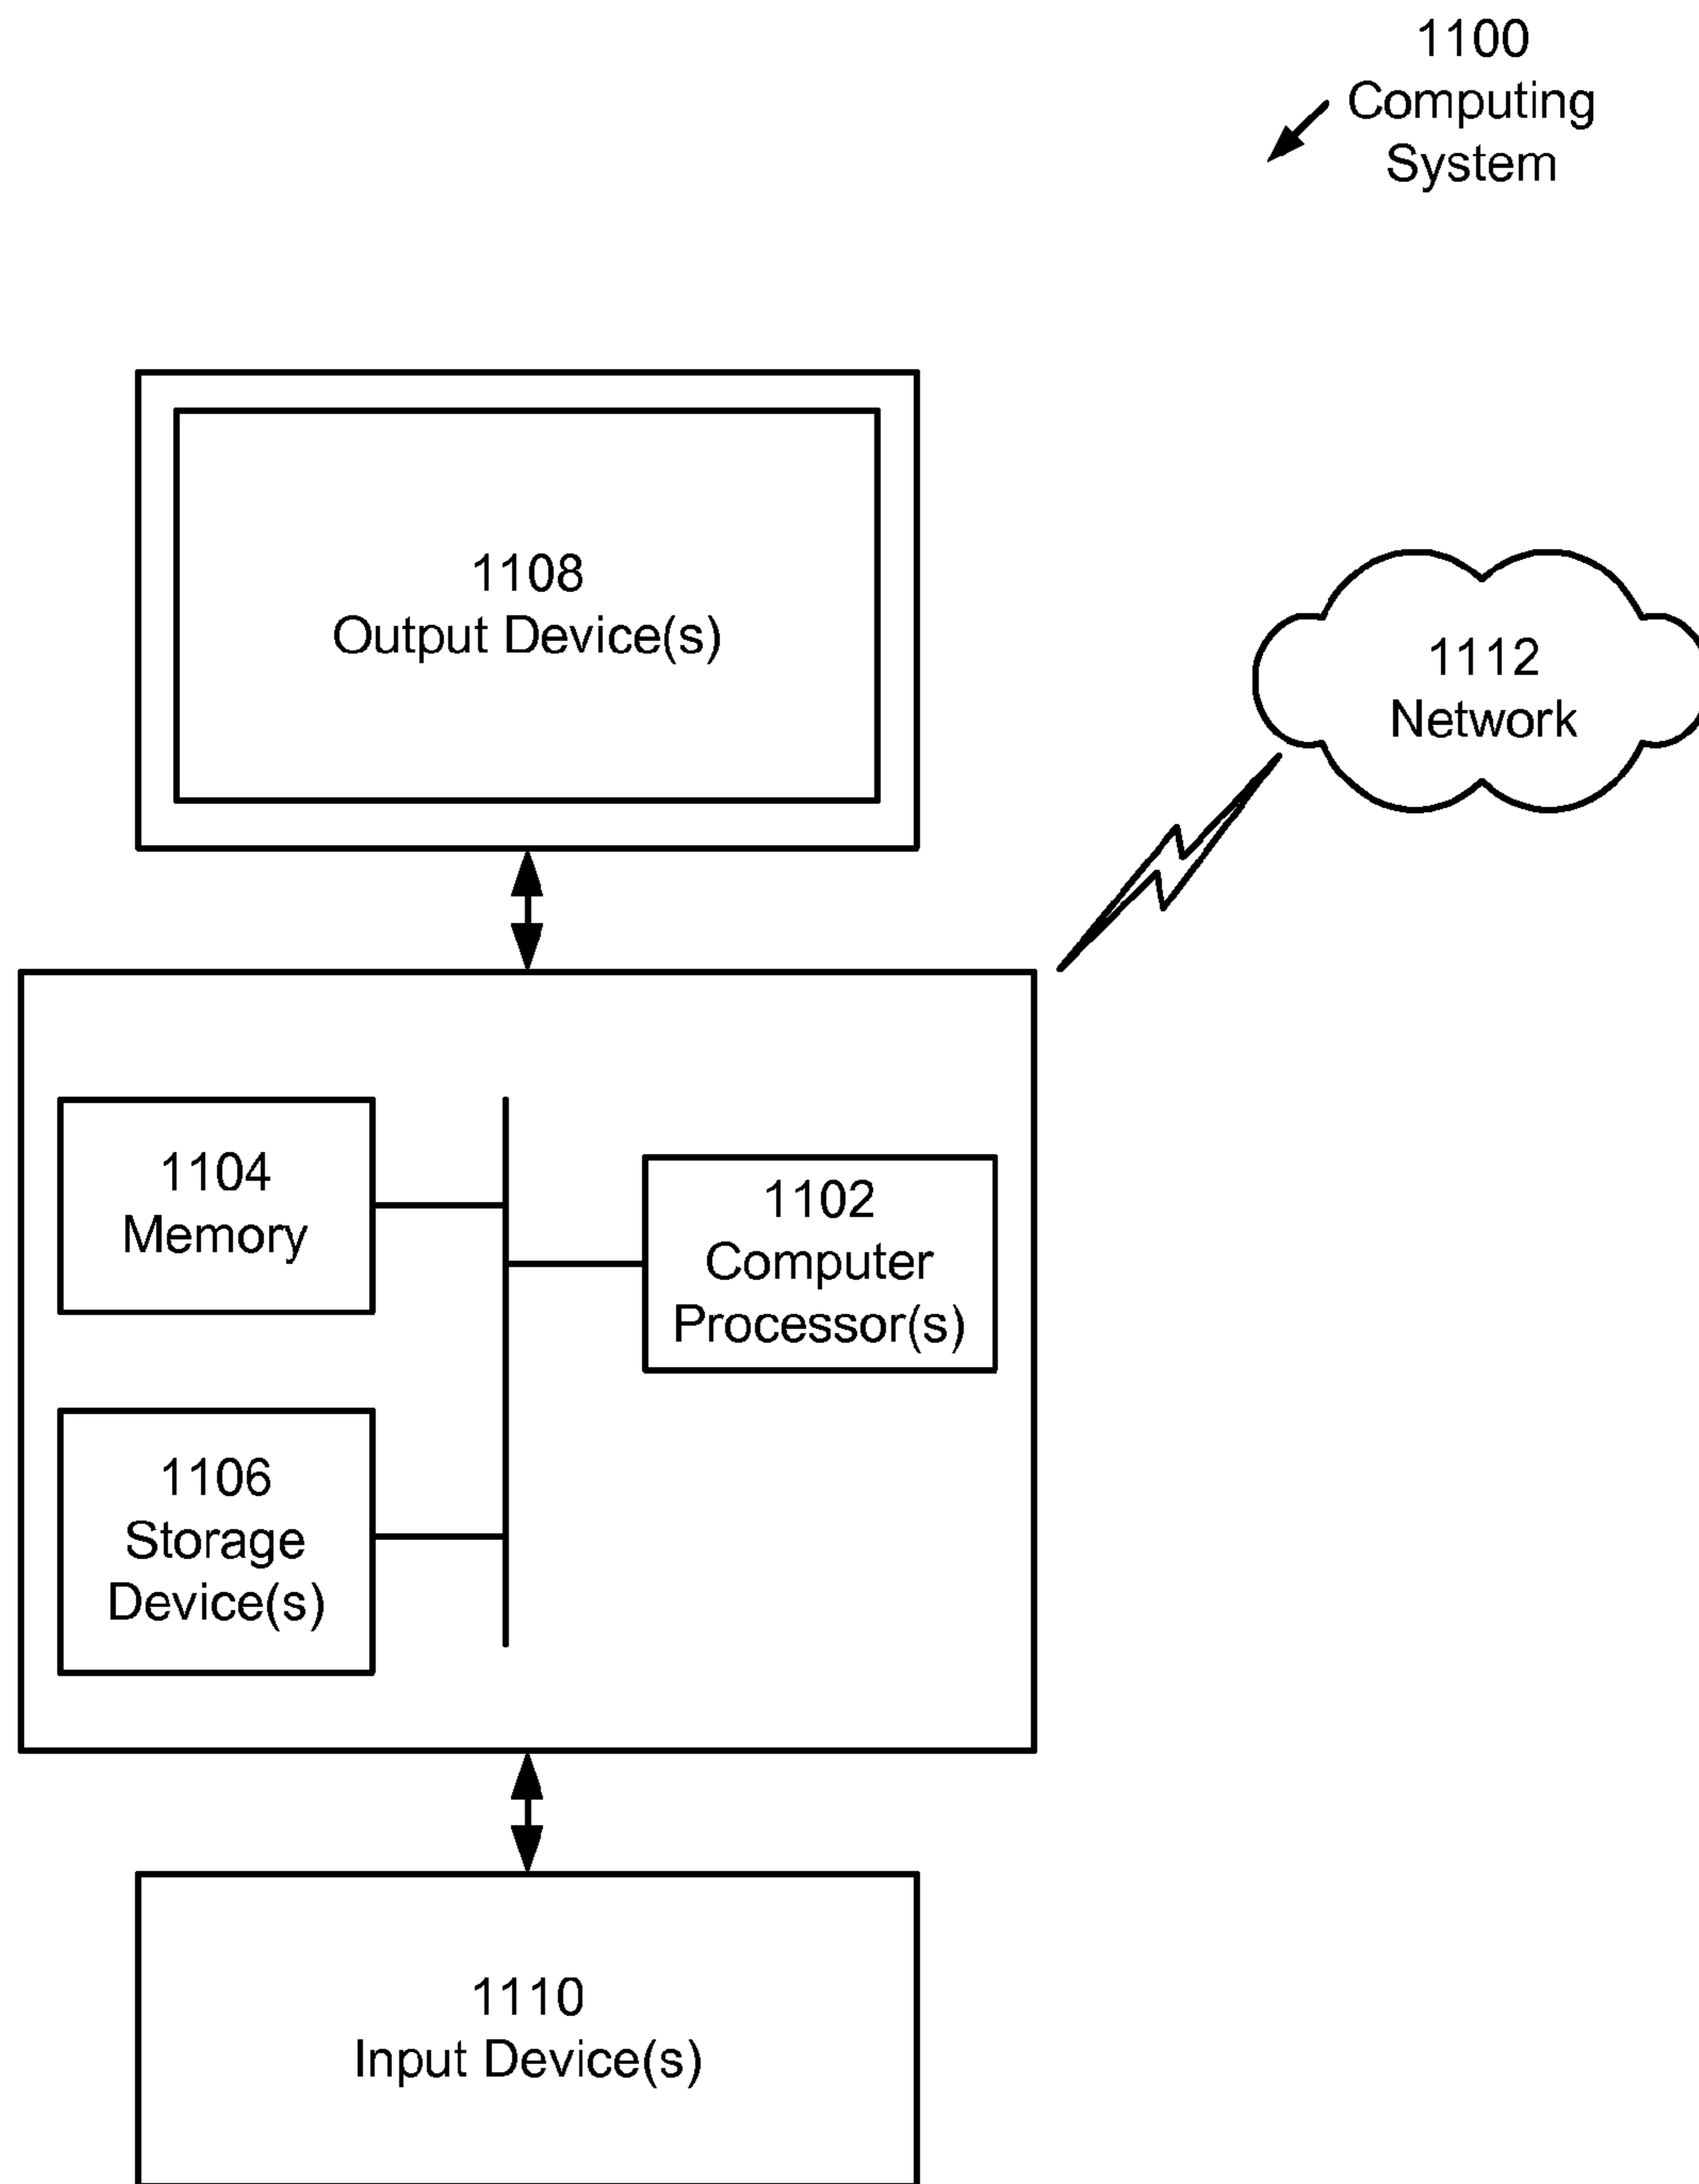 1100
Computing
System
1108
Output Device(s)
1112
Network
1104
Memory
1102
Computer
Processor(s)
1106
Storage
Device(s)
1110
Input Device(s)